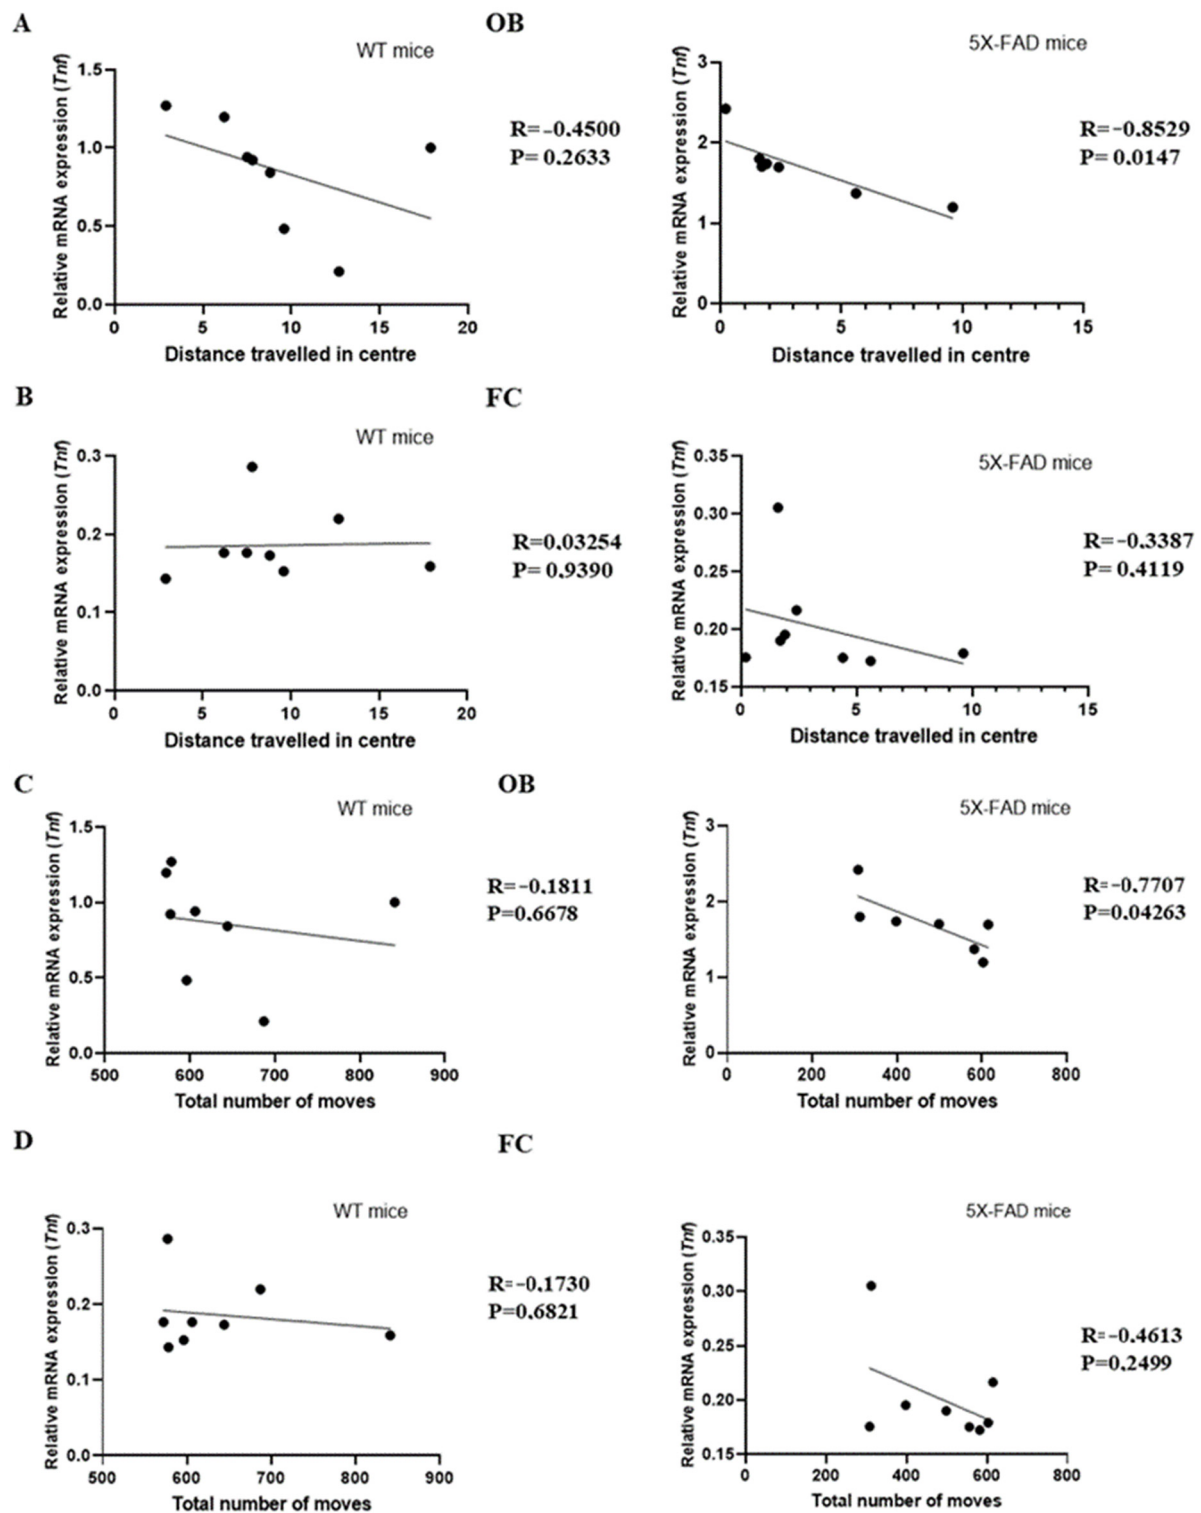 A
OB
WT mice
5X-FAD mice
Relative mRNA expression (Tnf)
1.5
1.0
0.5
0.0
0
5
10
15
20
Distance travelled in centre
R=-0.4500
P= 0.2633
Relative mRNA expression (Tnf)
3
2
1
0
0
5
10
15
Distance travelled in centre
R=-0.8529
P= 0.0147
B
FC
WT mice
5X-FAD mice
Relative mRNA expression (Tnf)
0.3
0.2
0.1
0.0
0
5
10
15
20
Distance travelled in centre
R=0.03254
P= 0.9390
Relative mRNA expression (Tnf)
0.35
0.30
0.25
0.20
0.15
0
5
10
15
Distance travelled in centre
R=-0.3387
P= 0.4119
C
OB
WT mice
5X-FAD mice
Relative mRNA expression (Tnf)
1.5
1.0
0.5
0.0
500
600
700
800
900
Total number of moves
R=-0.1811
P=0.6678
Relative mRNA expression (Tnf)
3
2
1
0
0
200
400
600
800
Total number of moves
R=-0.7707
P=0.04263
D
FC
WT mice
5X-FAD mice
Relative mRNA expression (Tnf)
0.3
0.2
0.1
0.0
500
600
700
800
900
Total number of moves
R=-0.1730
P=0.6821
Relative mRNA expression (Tnf)
0.35
0.30
0.25
0.20
0.15
0
200
400
600
800
Total number of moves
R=-0.4613
P=0.2499